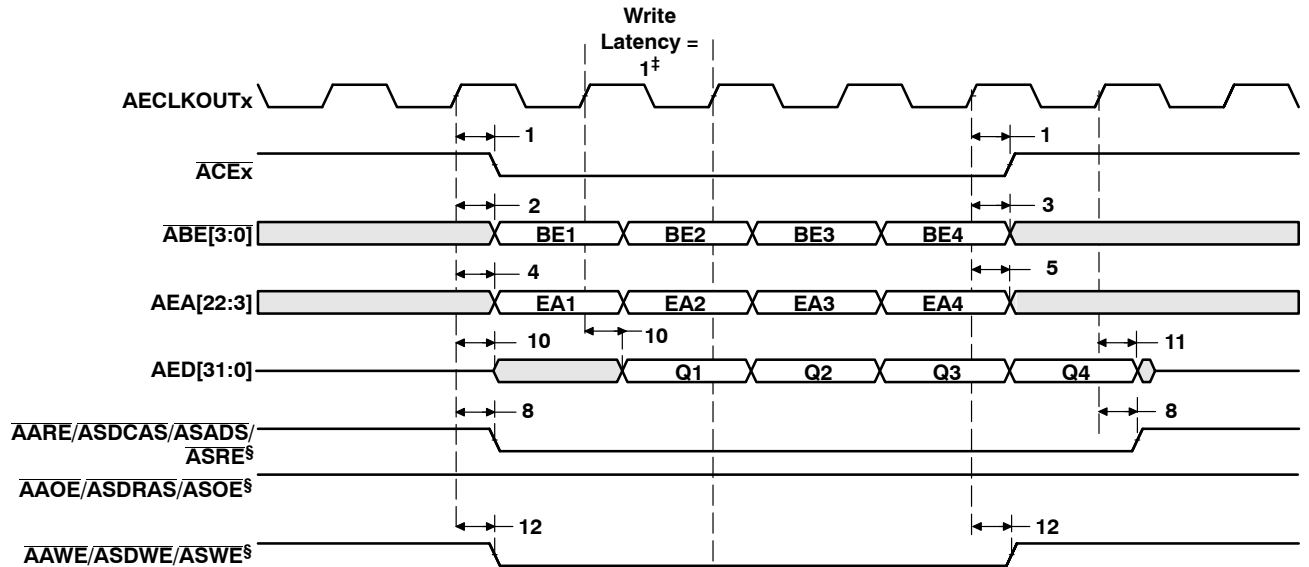 Write
Latency =
1‡
AECLKOUTx
1 1
ACEx
2 3
ABE[3:0] BE1 BE2 BE3 BE4
4 5
AEA[22:3] EA1 EA2 EA3 EA4
10 10 11
AED[31:0] Q1 Q2 Q3 Q4
8 8
AARE/ASDCAS/ASADS/
ASRE§
AAOE/ASDRAS/ASOE§
12 12
AAWE/ASDWE/ASWE§